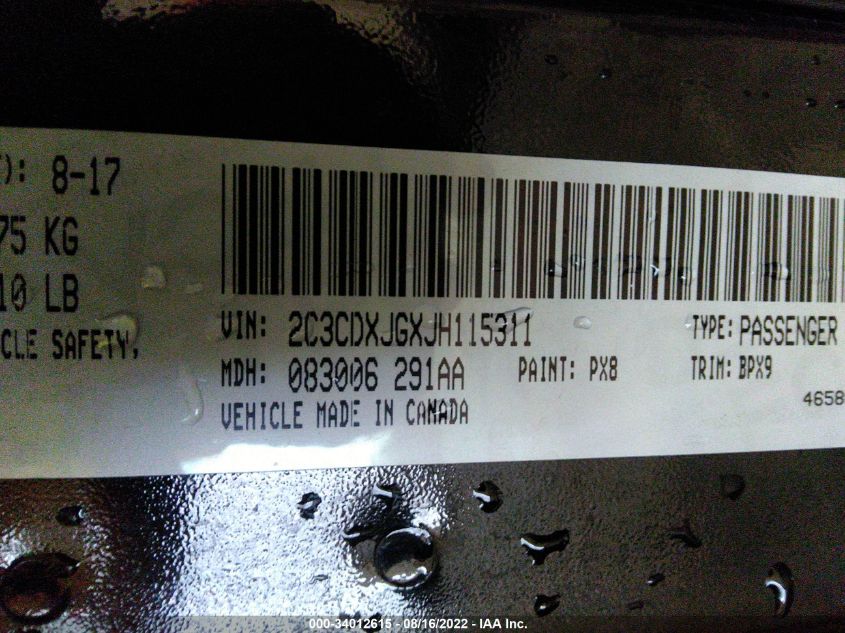 ): 8-17
75 KG
10 LB
CLE SAFETY.
VIN: 2C3CDXJGXJH115311 TYPE: PASSENGER
MDH: 083006 291AA PAINT: PX8 TRIM: BPX9
VEHICLE MADE IN CANADA 4658
000-34012615 - 08/16/2022 - IAA Inc.